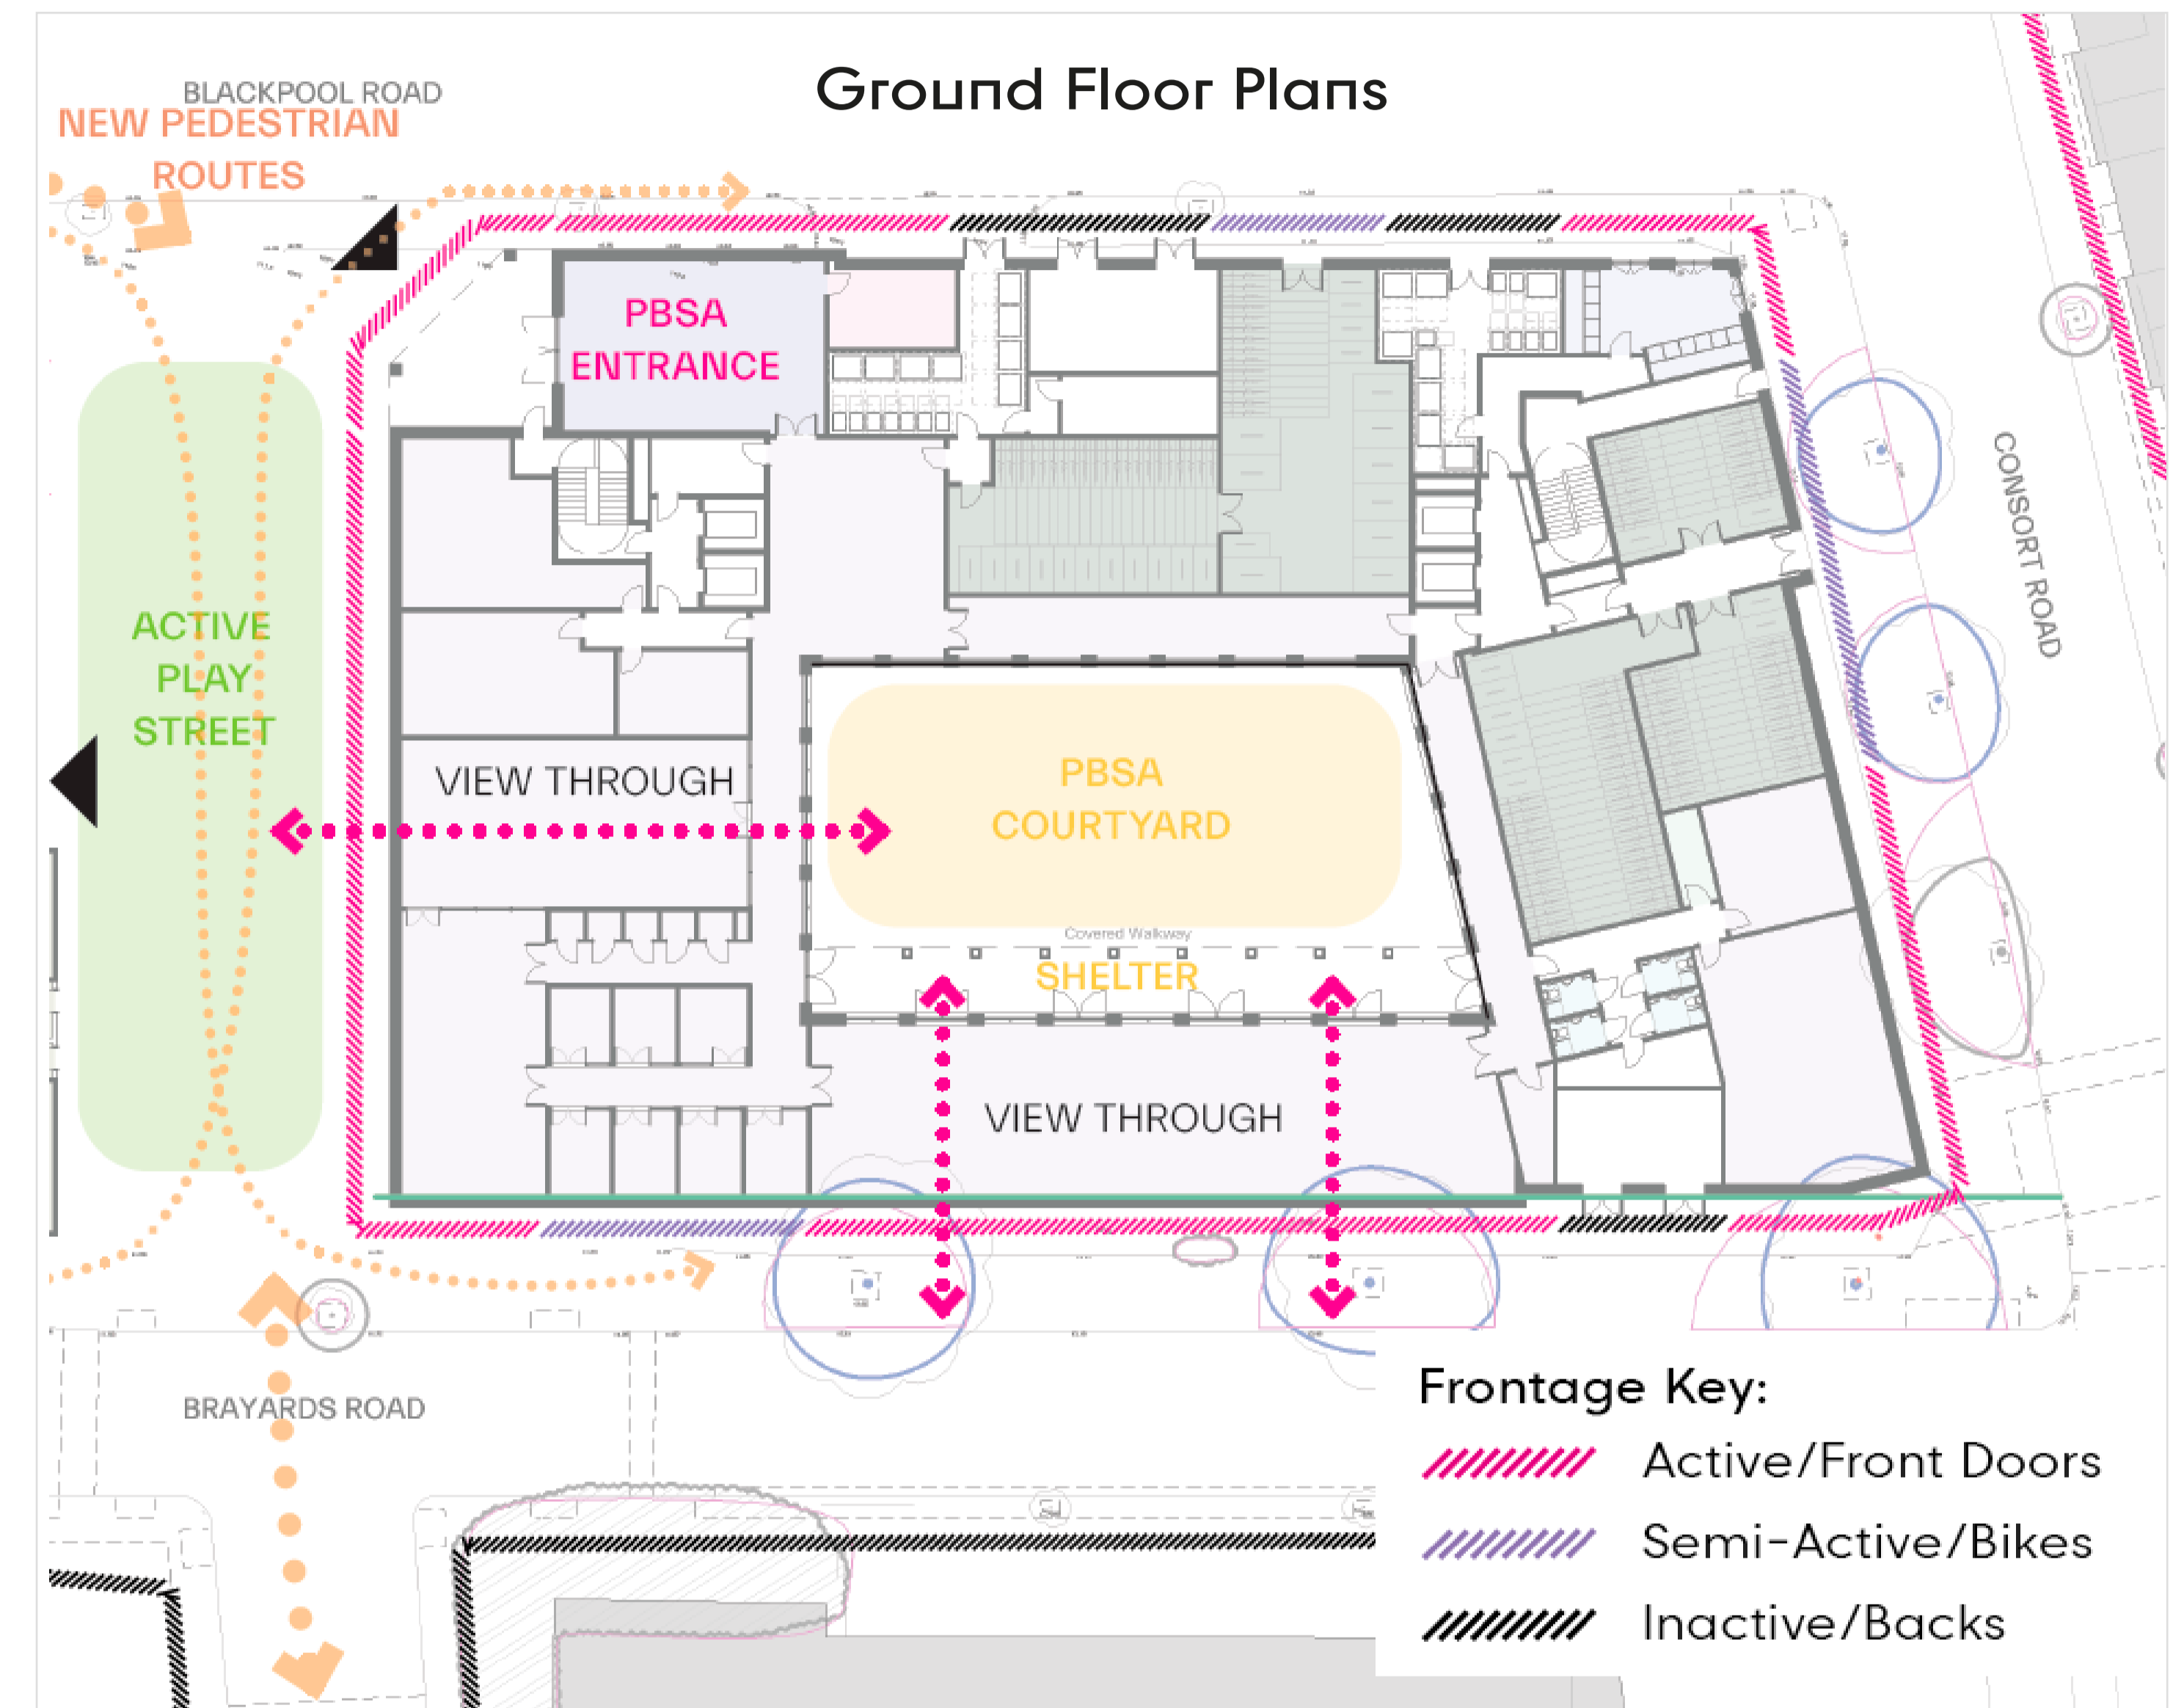 Ground Floor Plans
BLACKPOOL ROAD
NEW PEDESTRIAN
ROUTES
PBSA
ENTRANCE
CONSORT ROAD
ACTIVE
PLAY
STREET
VIEW THROUGH
PBSA
COURTYARD
Covered Walkway
SHELTER
VIEW THROUGH
BRAYARDS ROAD
Frontage Key:
Active/Front Doors
Semi-Active/Bikes
Inactive/Backs